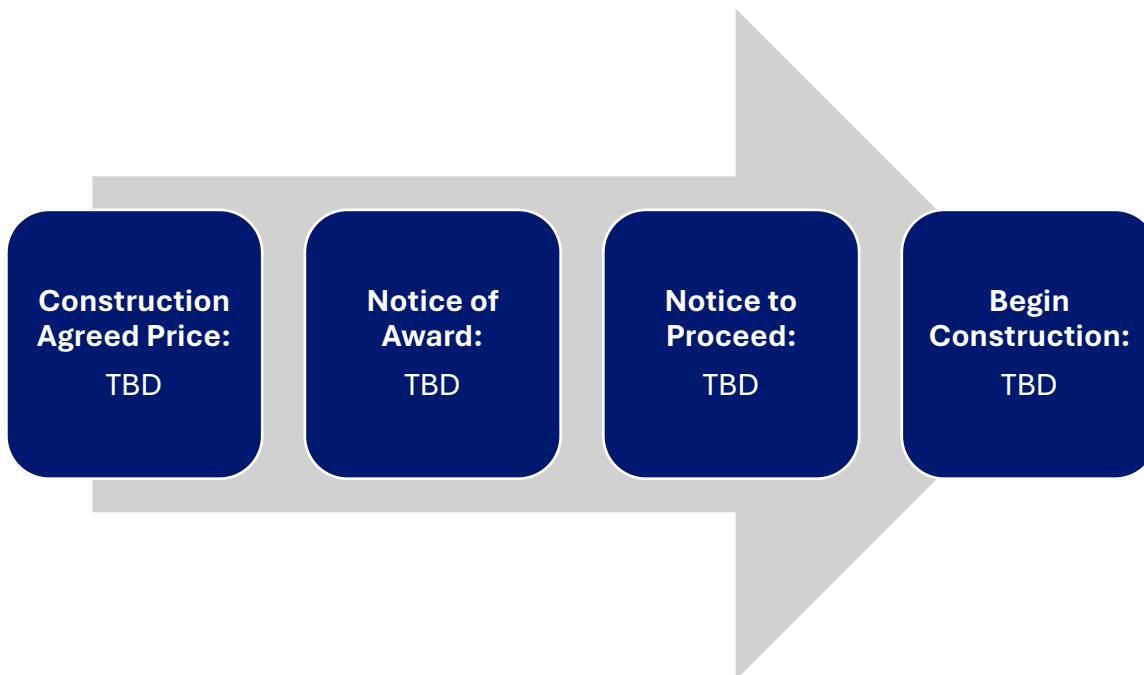 Construction
Agreed Price:
TBD
Notice of
Award:
TBD
Notice to
Proceed:
TBD
Begin
Construction:
TBD